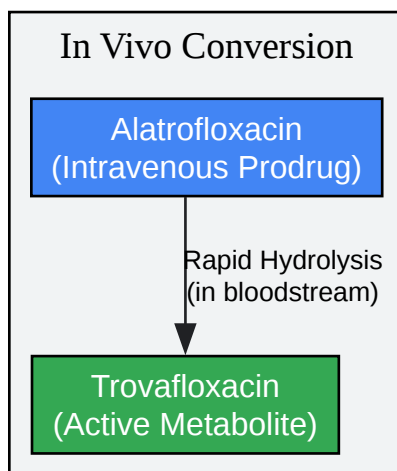 In Vivo Conversion
Alatrofloxacin
(Intravenous Prodrug)
Rapid Hydrolysis
(in bloodstream)
Trovafloxacin
(Active Metabolite)